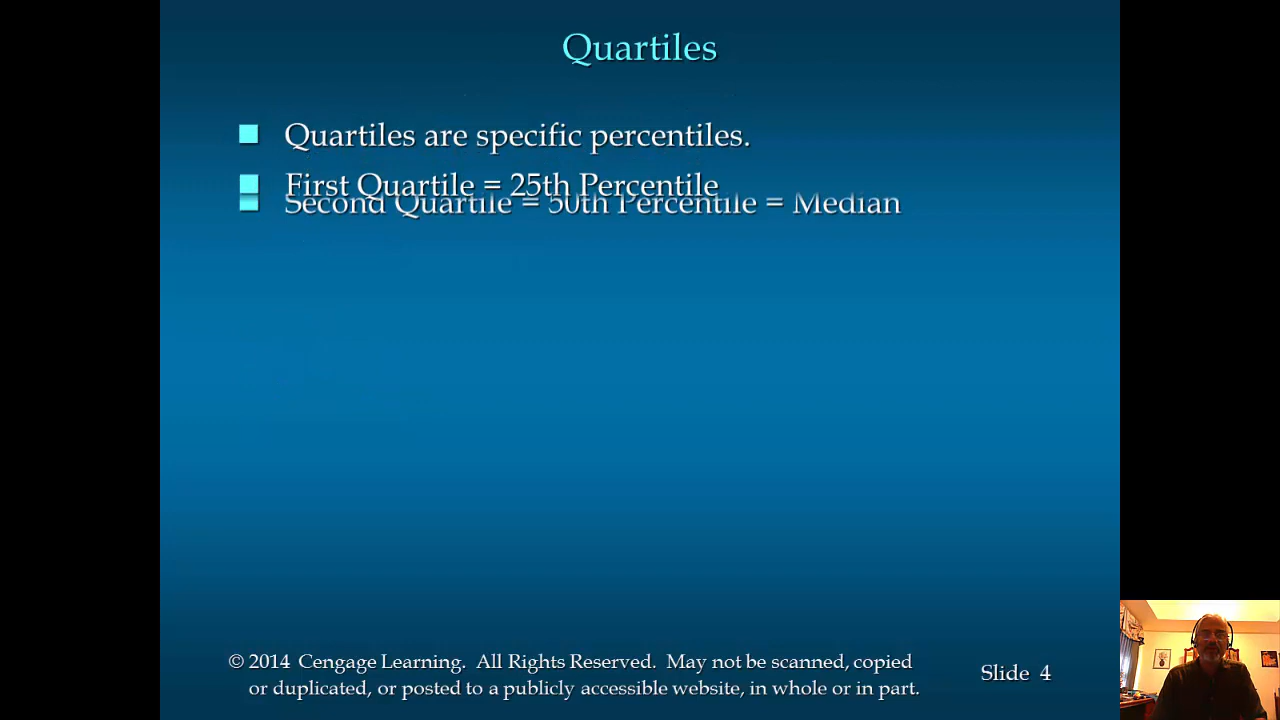 Quartiles
Quartiles are specific percentiles.
First Quartile = 25th Percentile
Second Quartile = 50th Percentile = Median
© 2014 Cengage Learning. All Rights Reserved. May not be scanned, copied
or duplicated, or posted to a publicly accessible website, in whole or in part.
Slide 4